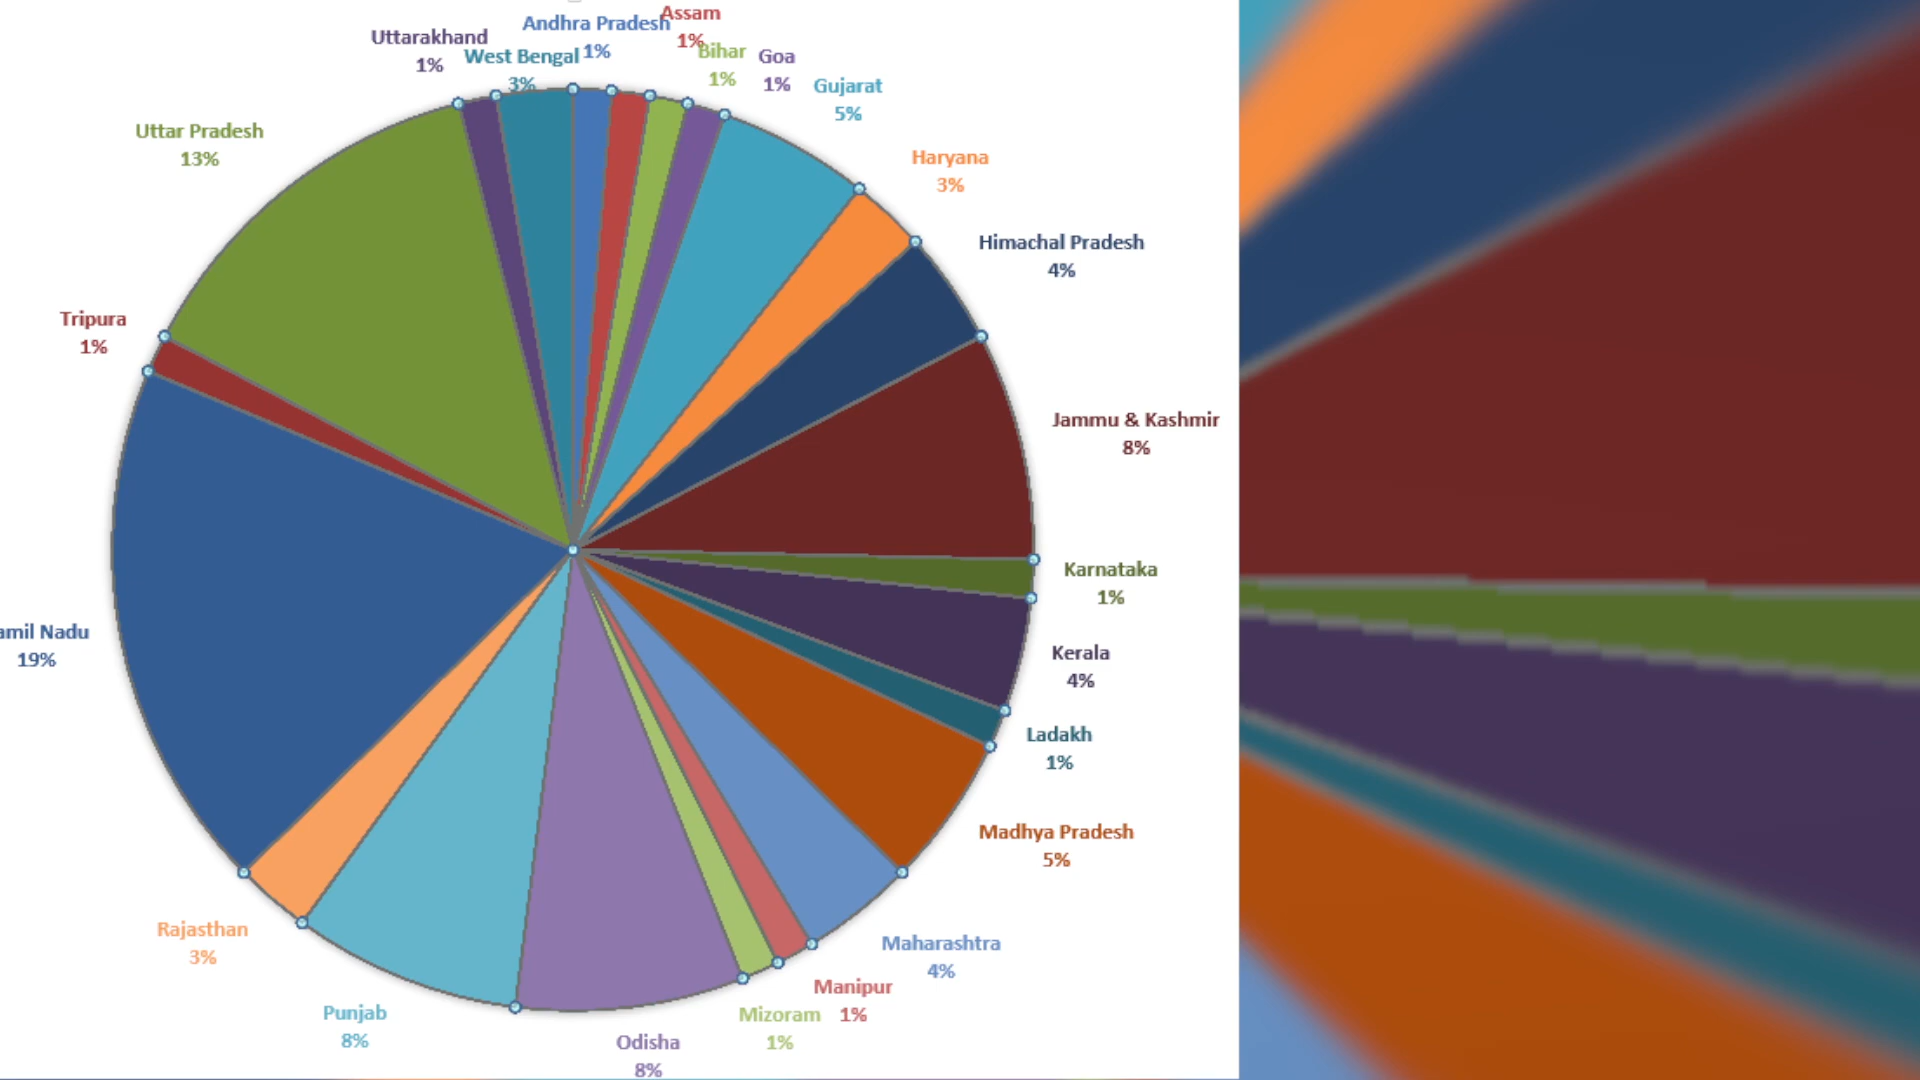 Andhra Pradesh
1%
Assam
1%
Bihar
1%
Goa
1%
Gujarat
5%
Haryana
3%
Himachal Pradesh
4%
Jammu & Kashmir
8%
Karnataka
1%
Kerala
4%
Ladakh
1%
Madhya Pradesh
5%
Maharashtra
4%
Manipur
1%
Mizoram
1%
Odisha
8%
Punjab
8%
Rajasthan
3%
amil Nadu
19%
Tripura
1%
Uttar Pradesh
13%
Uttarakhand
1%
West Bengal
3%